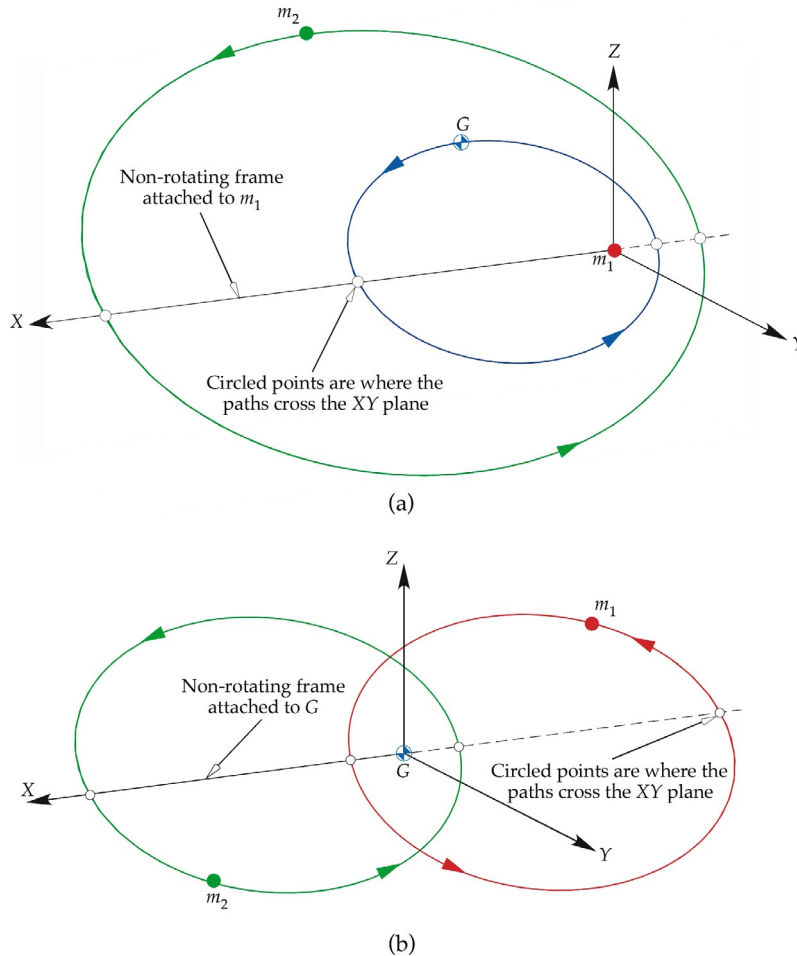 m2
Z
G
Non-rotating frame
attached to m1
m1
X
Y
Circled points are where the
paths cross the XY plane
(a)
Z
m1
Non-rotating frame
attached to G
X
G
Circled points are where the
paths cross the XY plane
Y
m2
(b)